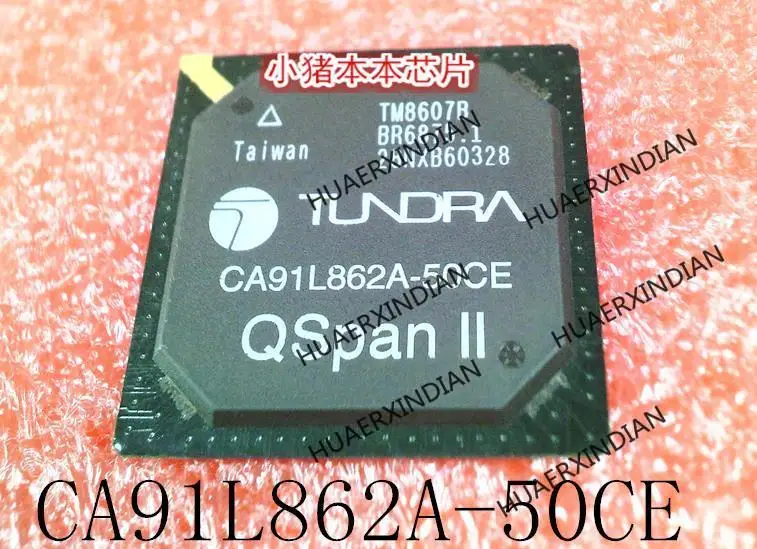 小猪本本芯片
TM8607R
Taiwan
HUAERXINDIAN
HUAERXINDIAN
TUNDRA
CA91L862A-50CE
HUAERXINDIAN
HUAERXINDIAN
QSpan II
HUAERXINDIAN
HUAERXINDIAN
CA91L862A-50CE